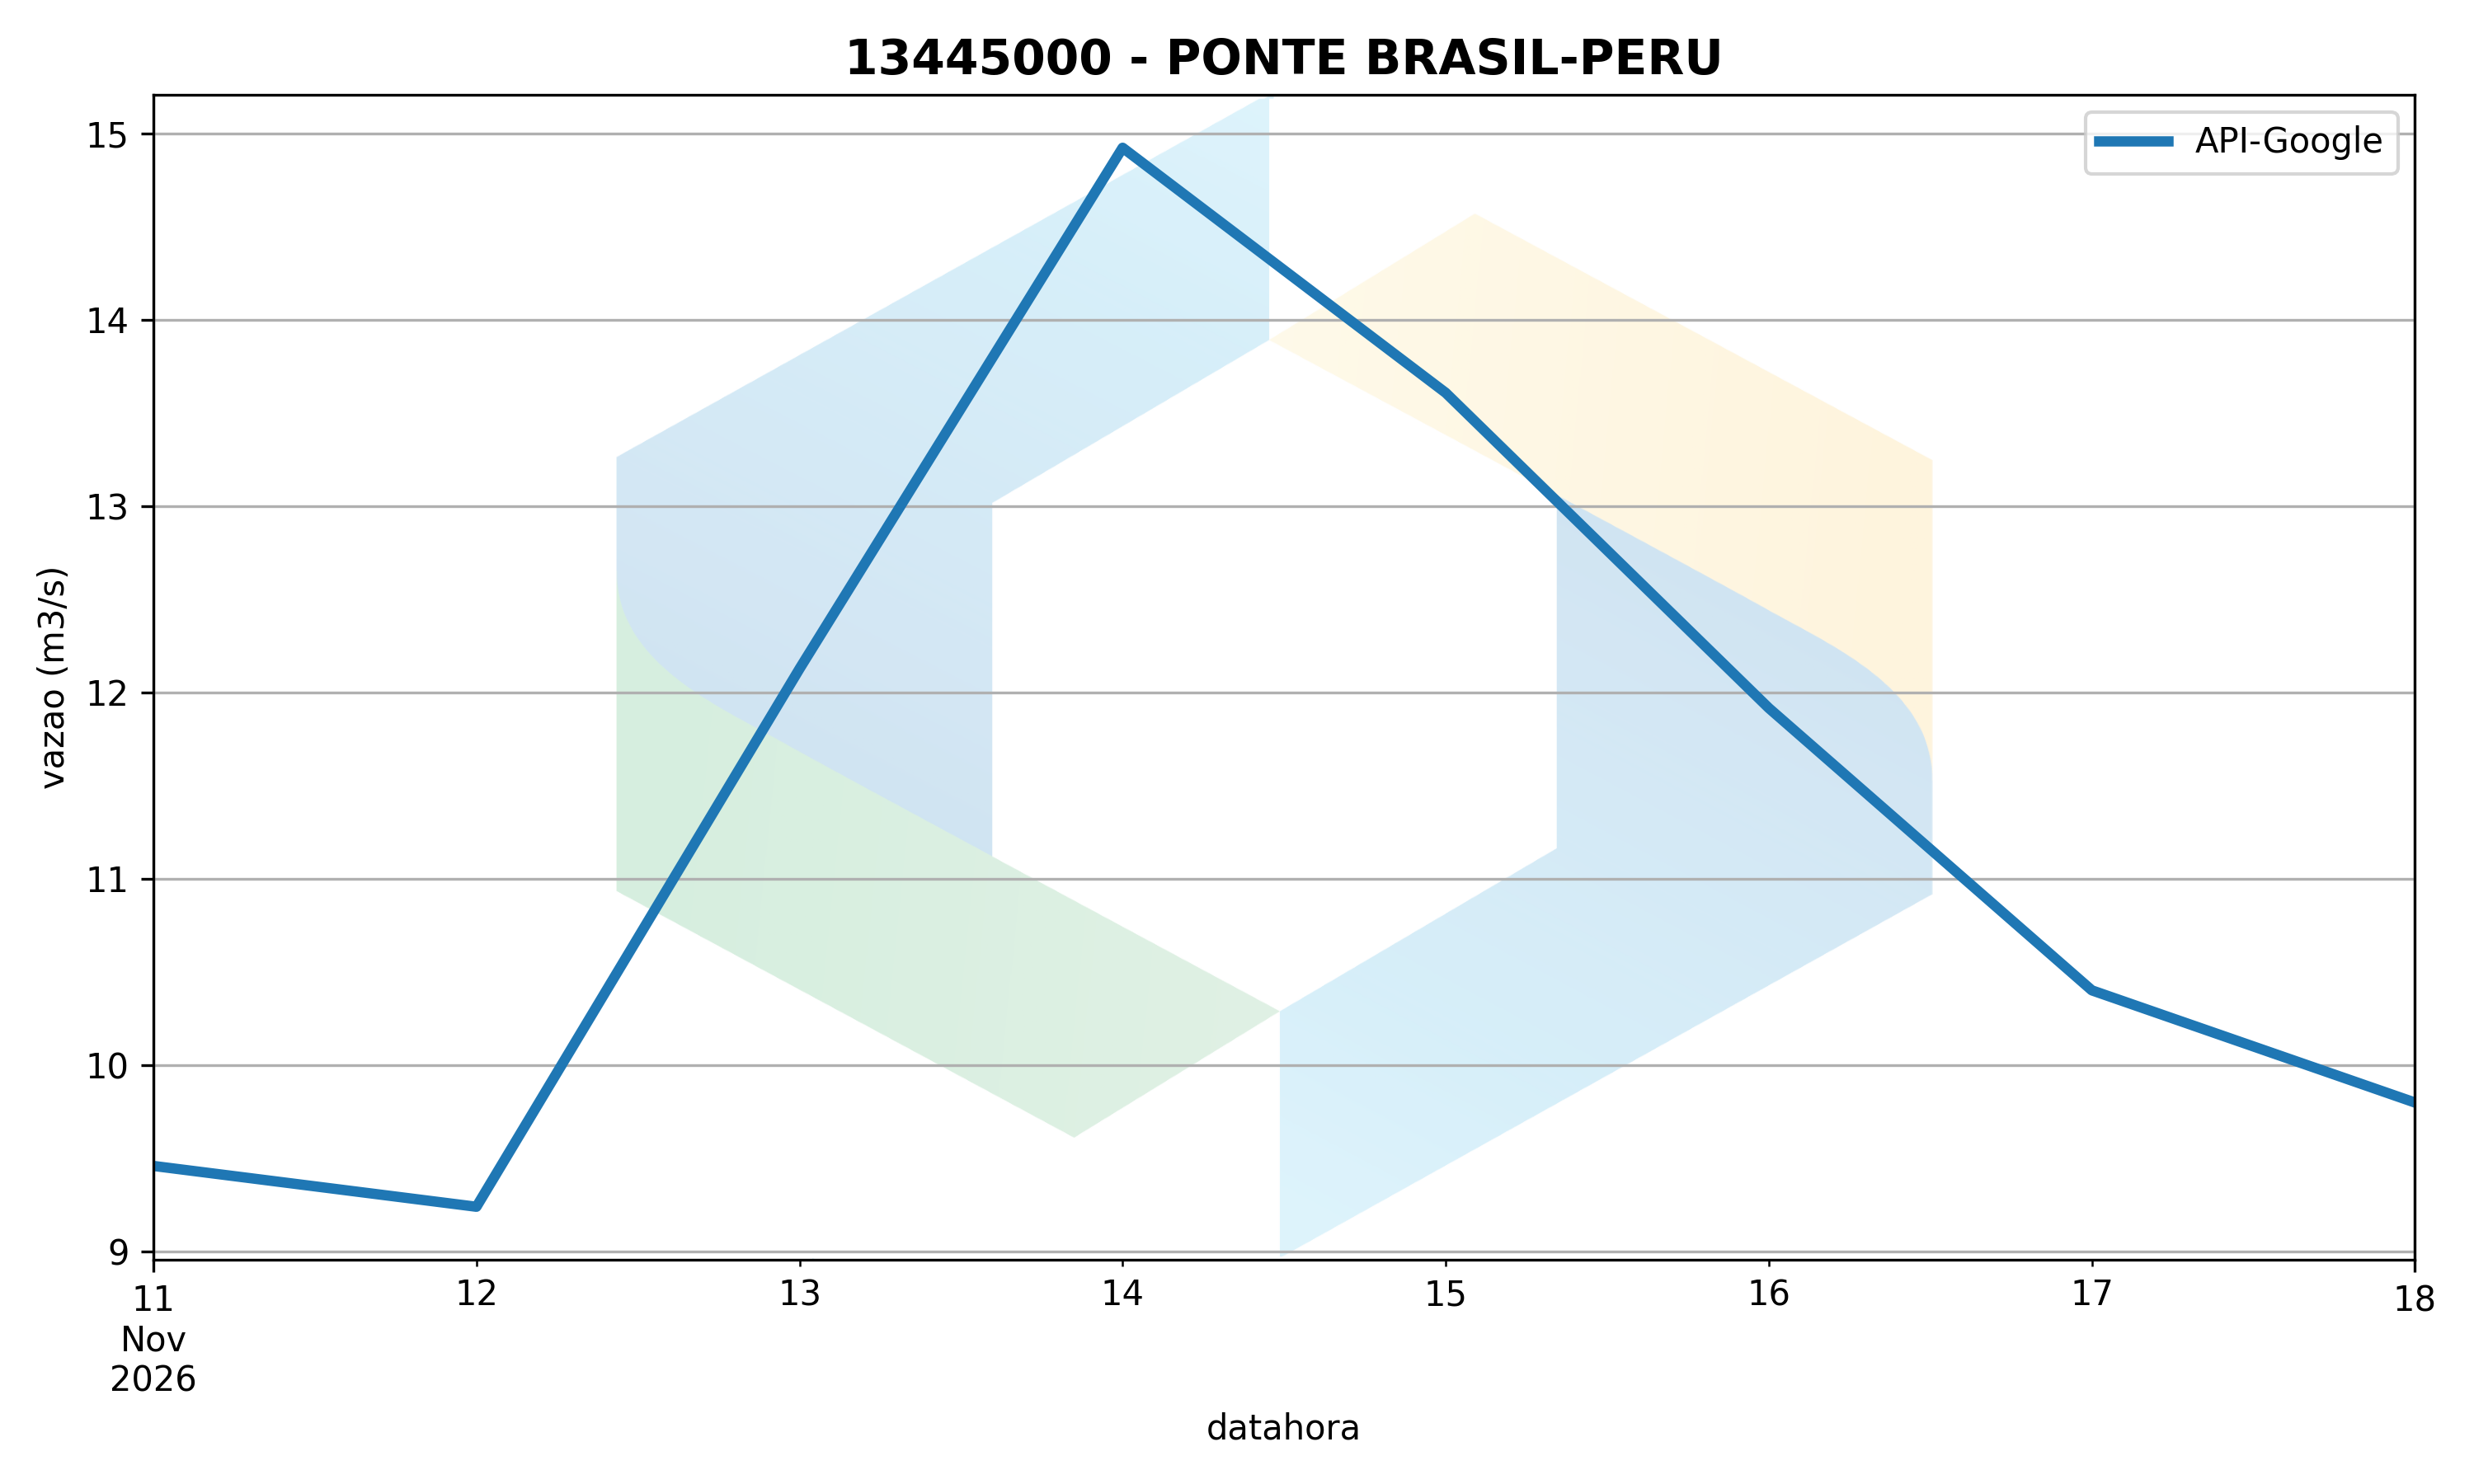 13445000 - PONTE BRASIL-PERU
API-Google
15
14
13
12
11
10
9
vazao (m3/s)
11 12 13 14 15 16 17 18
Nov
2026
datahora